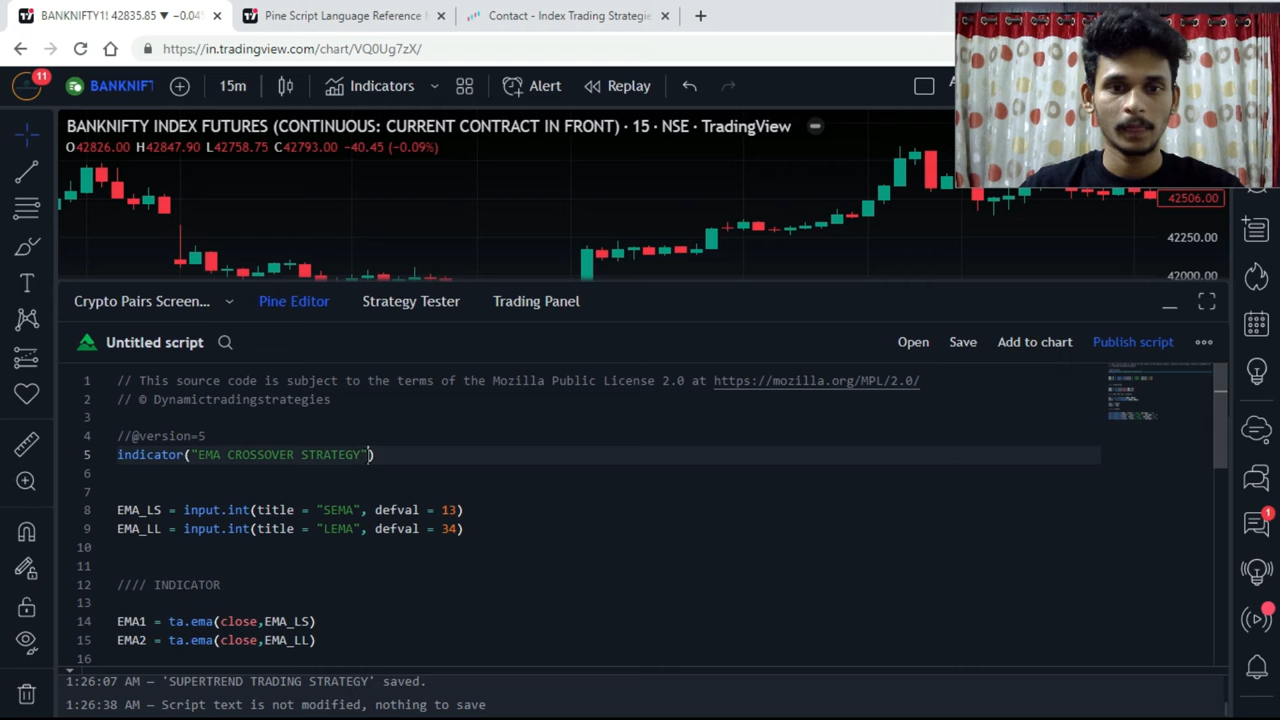 BANKNIFTY1! 42835.85 ▼ −0.04
Pine Script Language Reference
Contact - Index Trading Strategie
https://in.tradingview.com/chart/VQ0Ug7zX/
11
BANKNIFT
15m
Indicators
Alert
Replay
BANKNIFTY INDEX FUTURES (CONTINUOUS: CURRENT CONTRACT IN FRONT) · 15 · NSE · TradingView
O42826.00 H42847.90 L42758.75 C42793.00 −40.45 (−0.09%)
42506.00
42250.00
42000.00
Crypto Pairs Screen...
Pine Editor
Strategy Tester
Trading Panel
Untitled script
Open
Save
Add to chart
Publish script
1 // This source code is subject to the terms of the Mozilla Public License 2.0 at https://mozilla.org/MPL/2.0/
2 // © Dynamictradingstrategies
3
4 //@version=5
5 indicator("EMA CROSSOVER STRATEGY")
6
7
8 EMA_LS = input.int(title = "SEMA", defval = 13)
9 EMA_LL = input.int(title = "LEMA", defval = 34)
10
11
12 //// INDICATOR
13
14 EMA1 = ta.ema(close,EMA_LS)
15 EMA2 = ta.ema(close,EMA_LL)
16
1
1:26:07 AM — 'SUPERTREND TRADING STRATEGY' saved.
1:26:38 AM — Script text is not modified, nothing to save